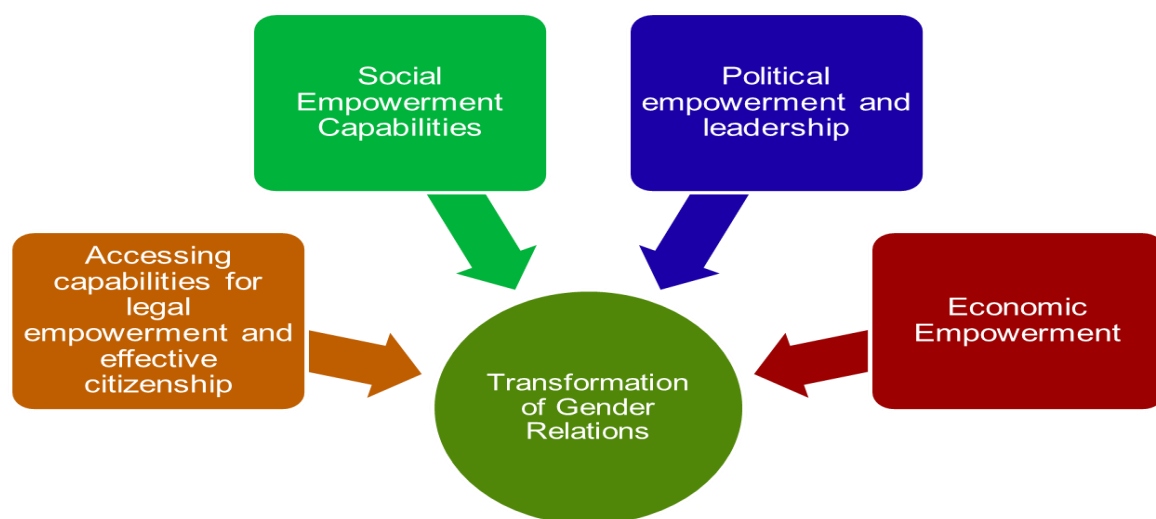 Social
Empowerment
Capabilities
Political
empowerment and
leadership
Accessing
capabilities for
legal
empowerment and
effective
citizenship
Economic
Empowerment
Transformation
of Gender
Relations